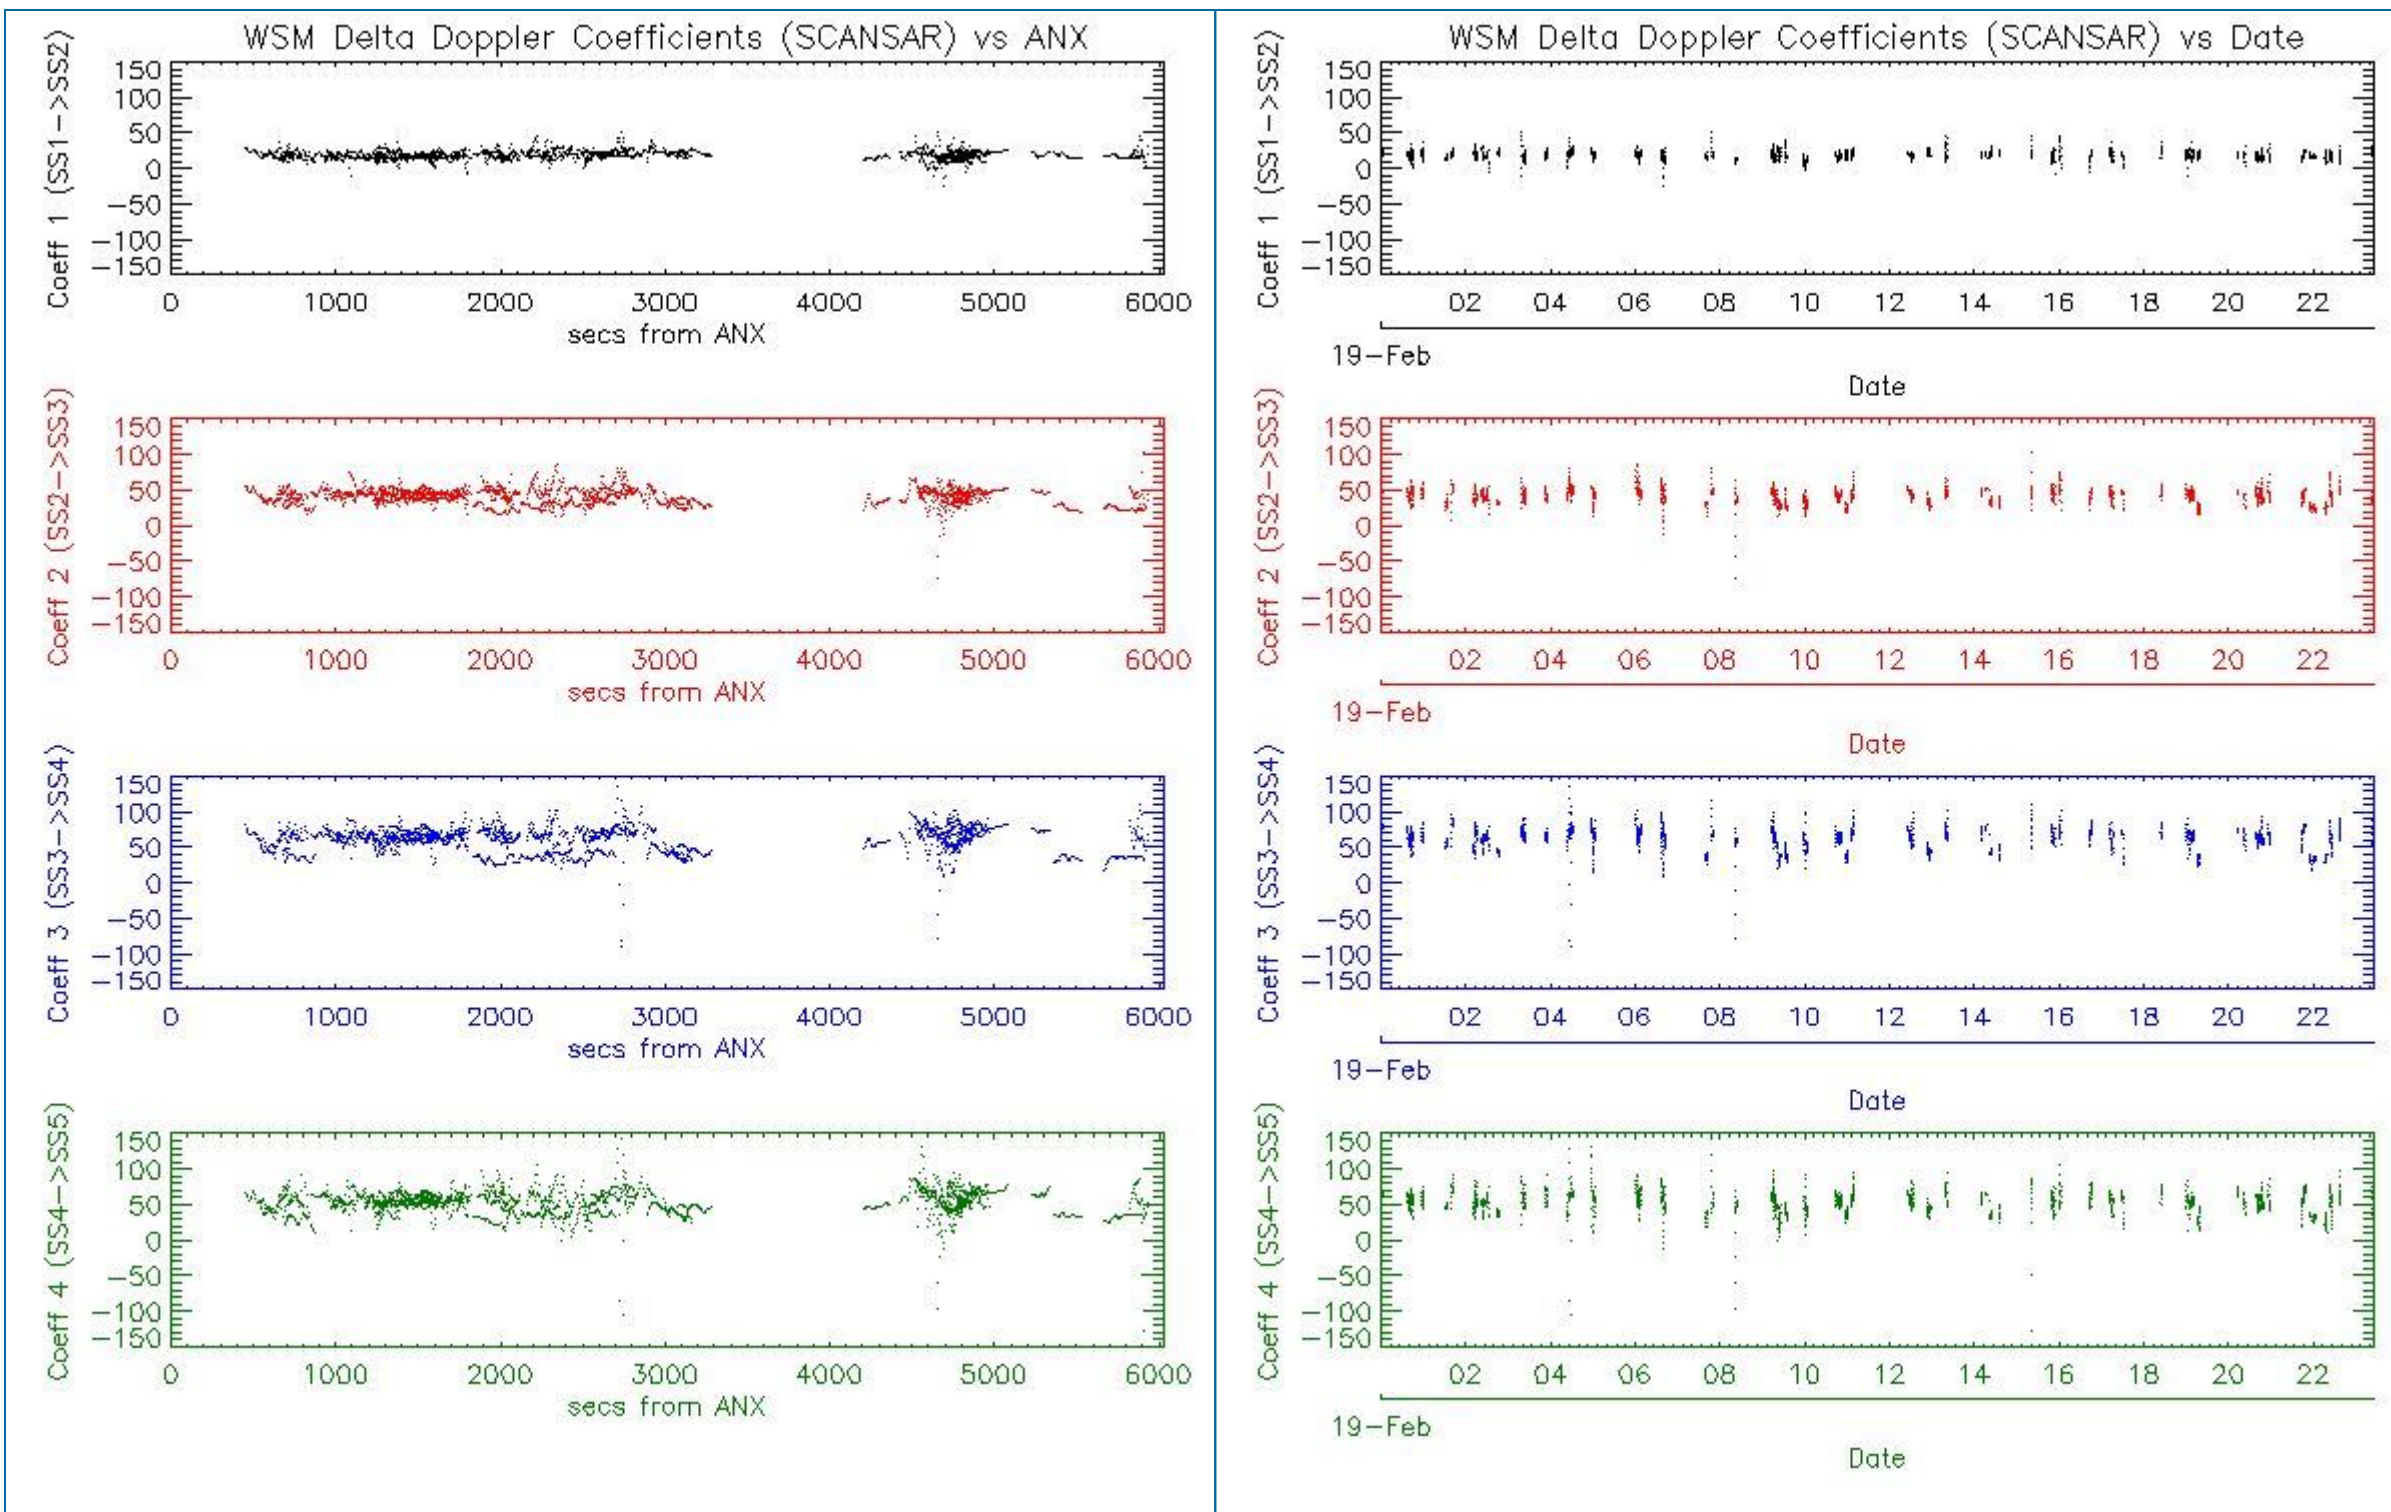 WSM Delta Doppler Coefficients (SCANSAR) vs ANX
Coeff 1 (SS1->SS2)
150
100
50
0
-50
-100
-150
0 1000 2000 3000 4000 5000 6000
secs from ANX
Coeff 2 (SS2->SS3)
150
100
50
0
-50
-100
-150
0 1000 2000 3000 4000 5000 6000
secs from ANX
Coeff 3 (SS3->SS4)
150
100
50
0
-50
-100
-150
0 1000 2000 3000 4000 5000 6000
secs from ANX
Coeff 4 (SS4->SS5)
150
100
50
0
-50
-100
-150
0 1000 2000 3000 4000 5000 6000
secs from ANX
WSM Delta Doppler Coefficients (SCANSAR) vs Date
Coeff 1 (SS1->SS2)
150
100
50
0
-50
-100
-150
02 04 06 08 10 12 14 16 18 20 22
19-Feb
Date
Coeff 2 (SS2->SS3)
150
100
50
0
-50
-100
-150
02 04 06 08 10 12 14 16 18 20 22
19-Feb
Date
Coeff 3 (SS3->SS4)
150
100
50
0
-50
-100
-150
02 04 06 08 10 12 14 16 18 20 22
19-Feb
Date
Coeff 4 (SS4->SS5)
150
100
50
0
-50
-100
-150
02 04 06 08 10 12 14 16 18 20 22
19-Feb
Date